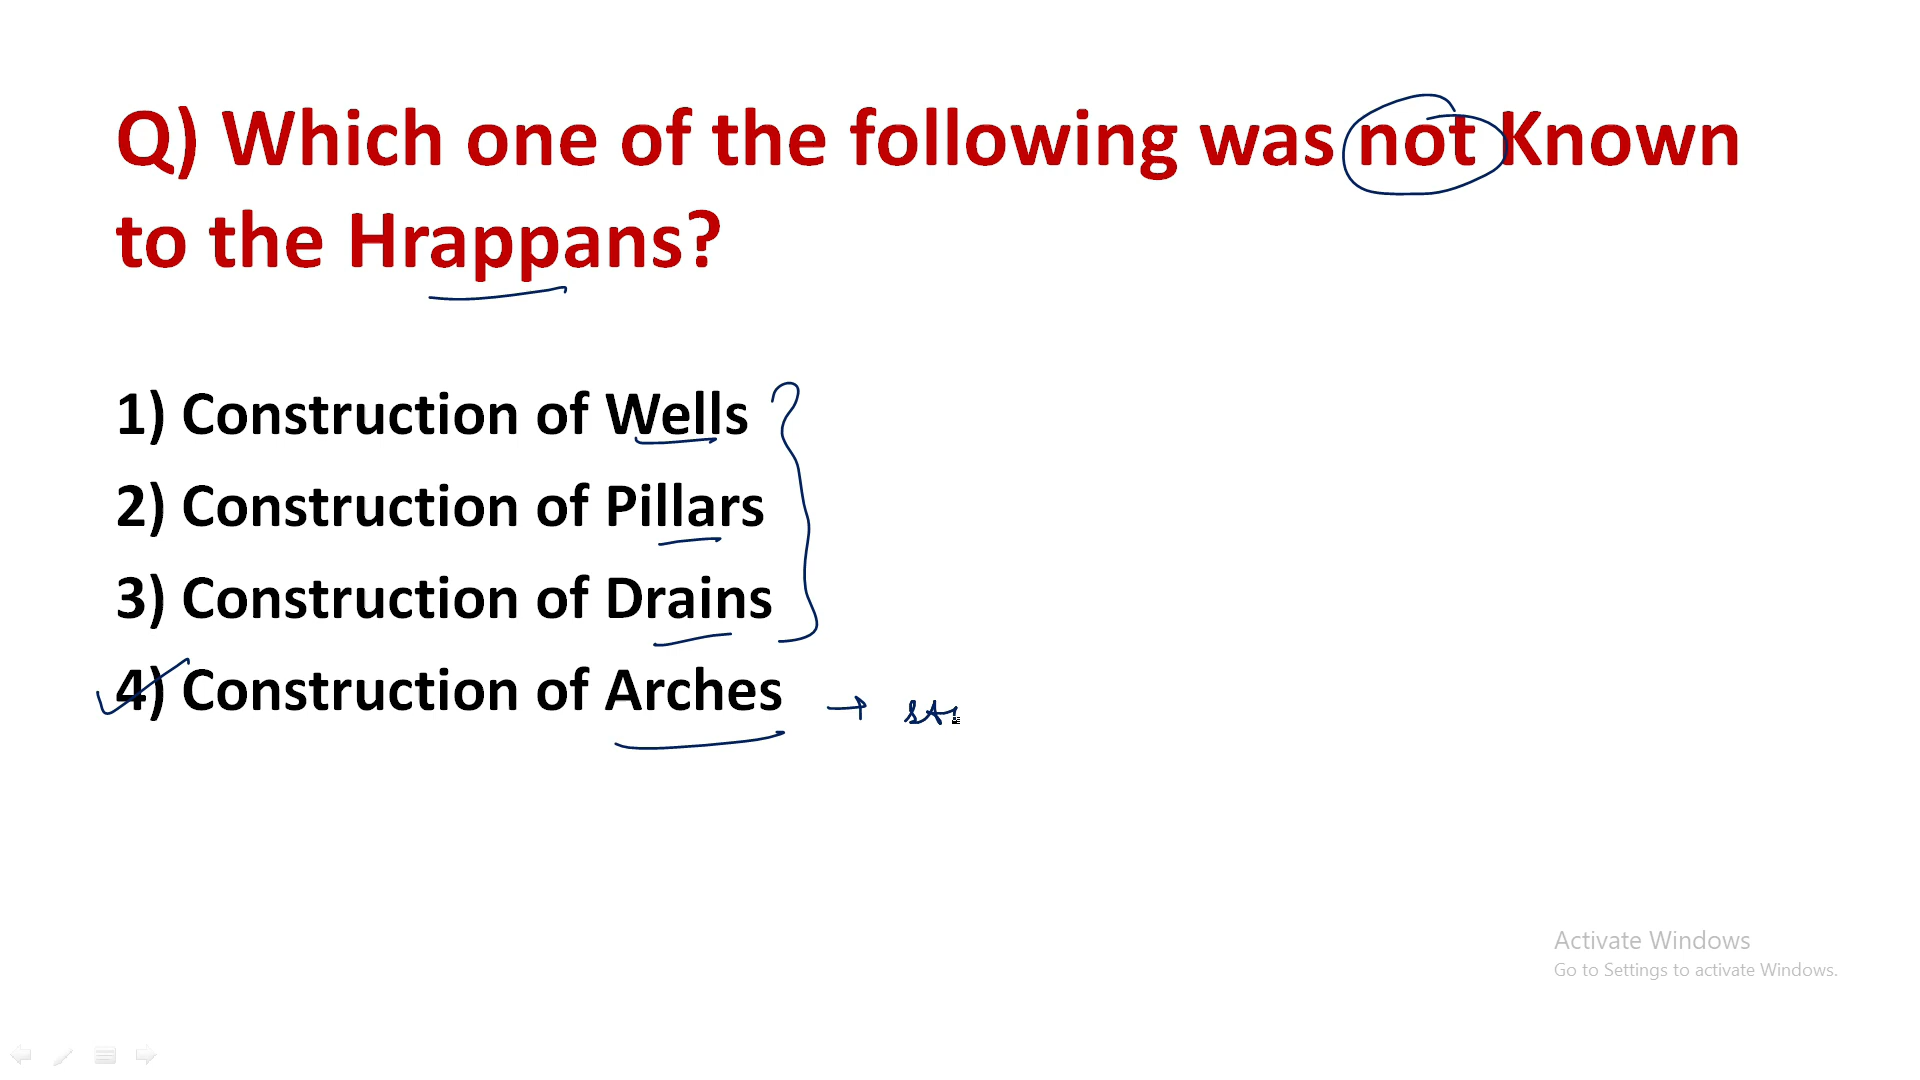 Q) Which one of the following was not Known
to the Hrappans?
1) Construction of Wells
2) Construction of Pillars
3) Construction of Drains
4) Construction of Arches
Activate Windows
Go to Settings to activate Windows.